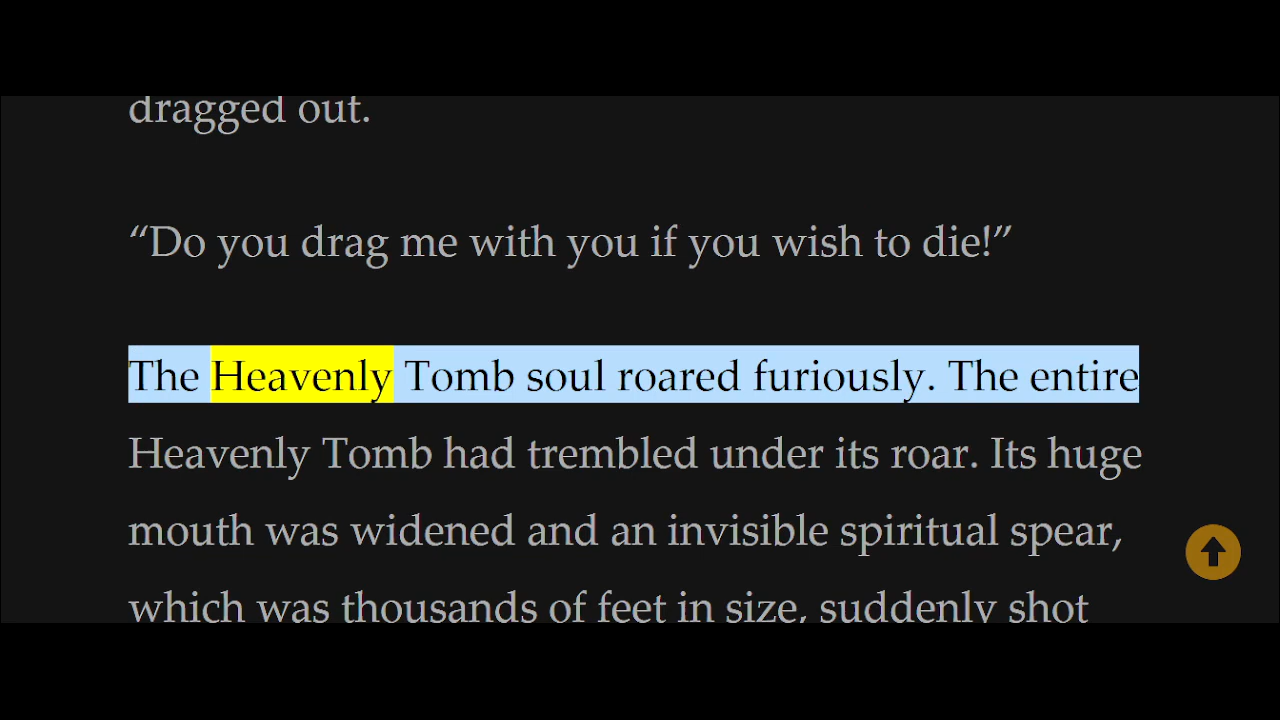 dragged out.
“Do you drag me with you if you wish to die!”
The Heavenly Tomb soul roared furiously. The entire
Heavenly Tomb had trembled under its roar. Its huge
mouth was widened and an invisible spiritual spear,
which was thousands of feet in size, suddenly shot